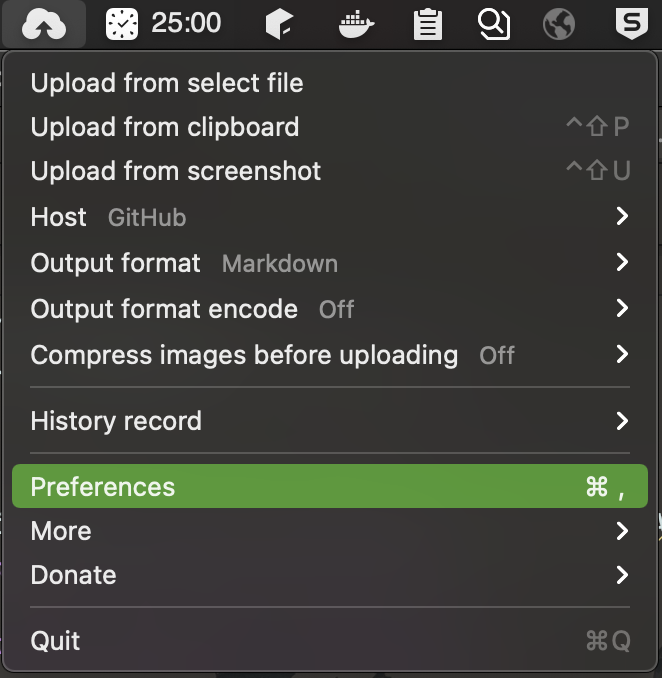 25:00
Upload from select file
Upload from clipboard ^⇧P
Upload from screenshot ^⇧U
Host GitHub
Output format Markdown
Output format encode Off
Compress images before uploading Off
History record
Preferences ⌘,
More
Donate
Quit ⌘Q